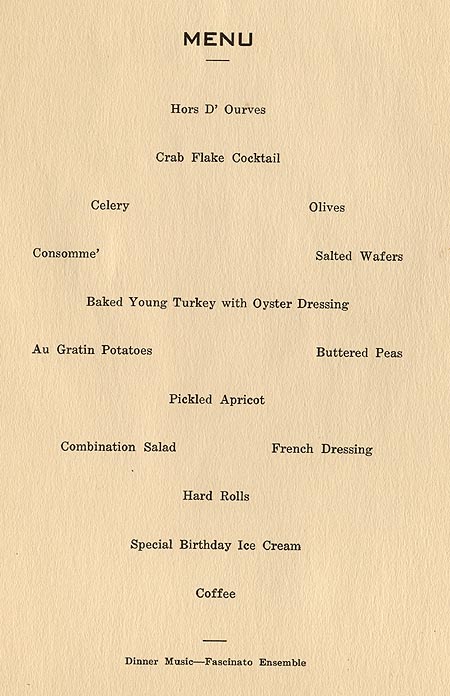 MENU
Hors D' Ourves
Crab Flake Cocktail
Celery Olives
Consomme' Salted Wafers
Baked Young Turkey with Oyster Dressing
Au Gratin Potatoes Buttered Peas
Pickled Apricot
Combination Salad French Dressing
Hard Rolls
Special Birthday Ice Cream
Coffee
Dinner Music—Fascinato Ensemble